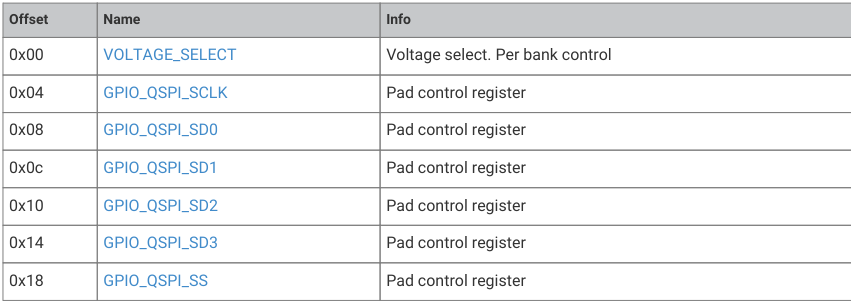 Offset Name Info
0x00 VOLTAGE_SELECT Voltage select. Per bank control
0x04 GPIO_QSPI_SCLK Pad control register
0x08 GPIO_QSPI_SD0 Pad control register
0x0c GPIO_QSPI_SD1 Pad control register
0x10 GPIO_QSPI_SD2 Pad control register
0x14 GPIO_QSPI_SD3 Pad control register
0x18 GPIO_QSPI_SS Pad control register